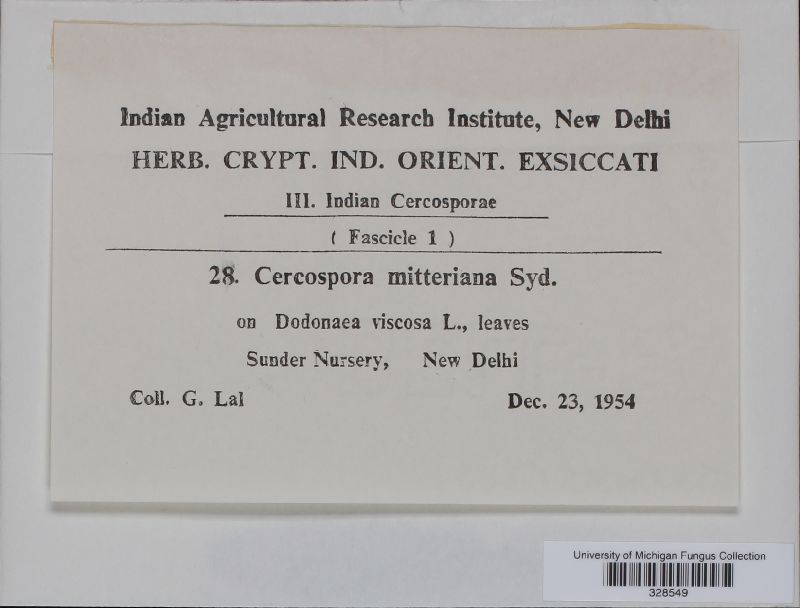 Indian Agricultural Research Institute, New Delhi
HERB. CRYPT. IND. ORIENT. EXSICCATI
III. Indian Cercosporae
( Fascicle 1 )
28. Cercospora mitteriana Syd.
on Dodonaea viscosa L., leaves
Sunder Nursery, New Delhi
Coll. G. Lal Dec. 23, 1954
University of Michigan Fungus Collection
328549